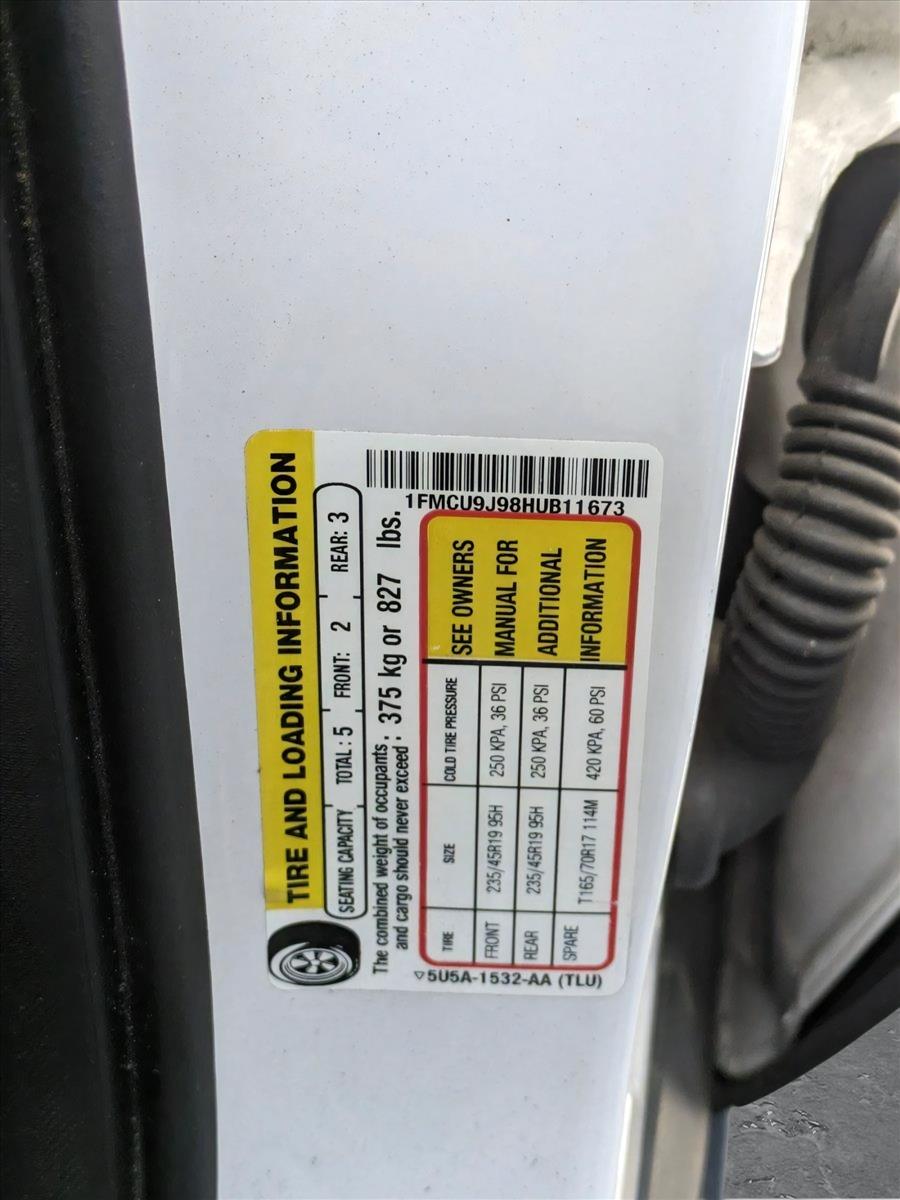 TIRE AND LOADING INFORMATION
SEATING CAPACITY TOTAL: 5 FRONT: 2 REAR: 3
The combined weight of occupants and cargo should never exceed: 375 kg or 827 lbs.
1FMCU9J98HUB11673
TIRE SIZE COLD TIRE PRESSURE SEE OWNERS
FRONT 235/45R19 95H 250 KPA, 36 PSI MANUAL FOR
REAR 235/45R19 95H 250 KPA, 36 PSI ADDITIONAL
SPARE T165/70R17 114M 420 KPA, 60 PSI INFORMATION
▽5U5A-1532-AA (TLU)